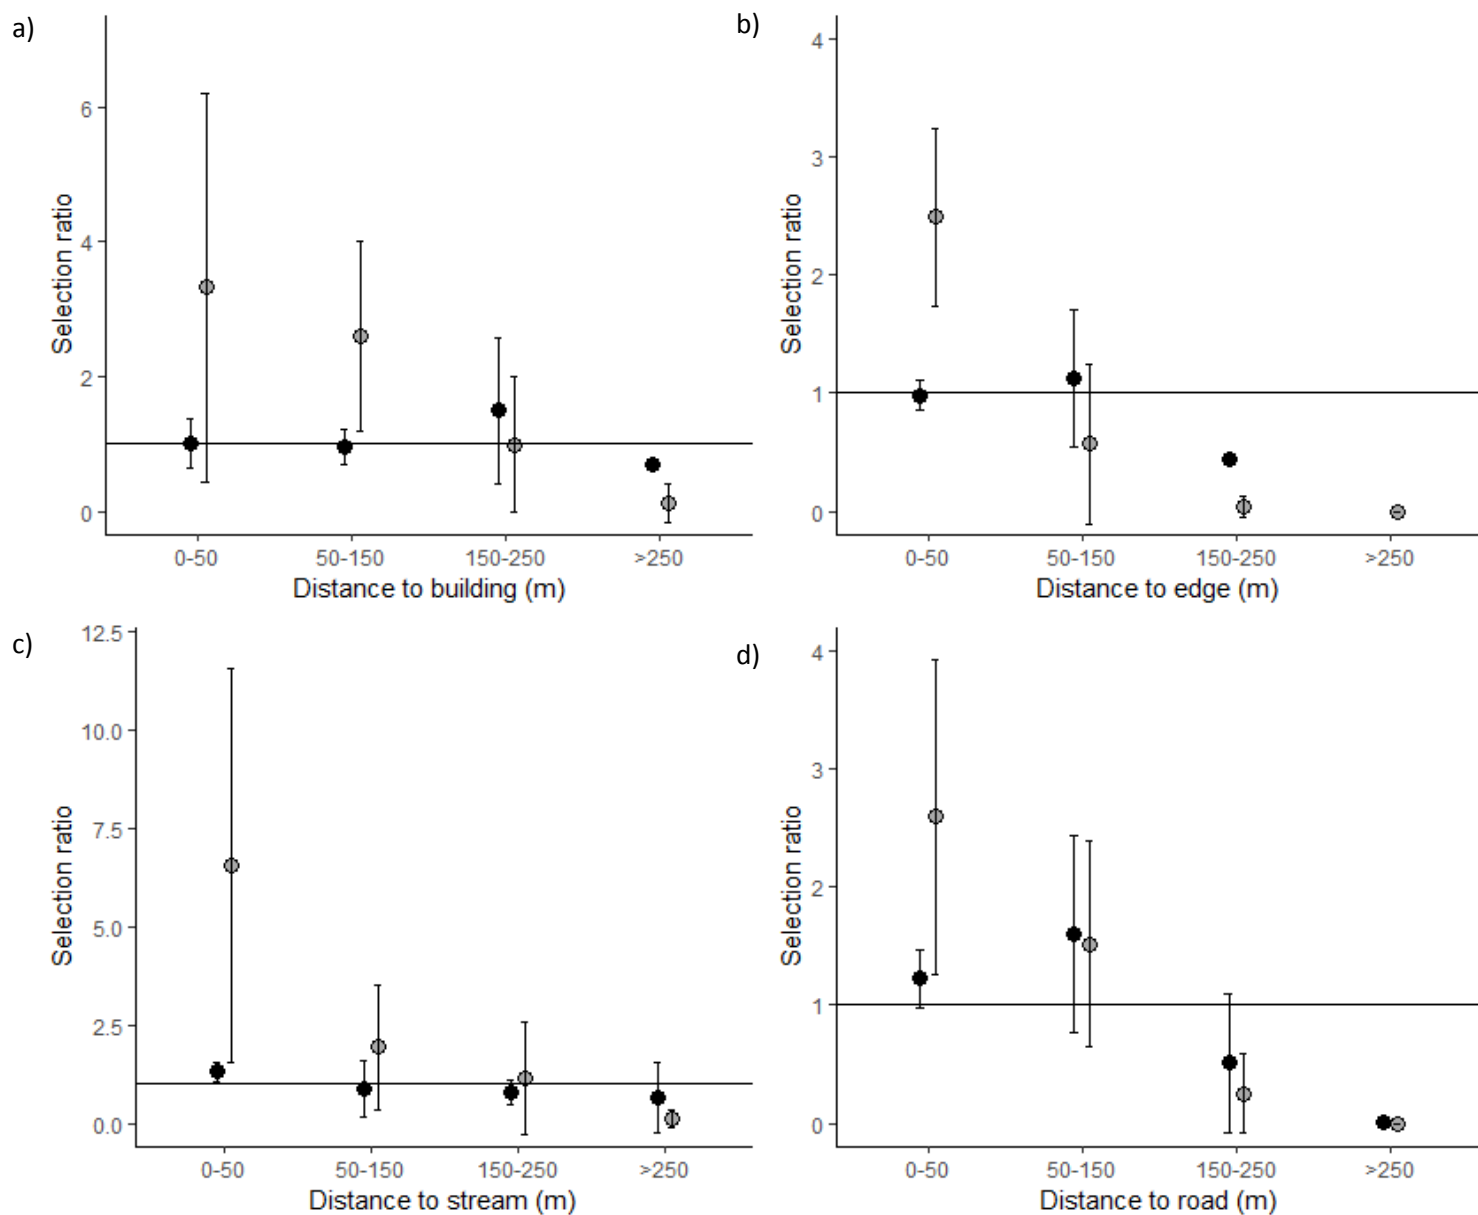 a)
6
4
2
0
Selection ratio
0-50 50-150 150-250 >250
Distance to building (m)
b)
4
3
2
1
0
Selection ratio
0-50 50-150 150-250 >250
Distance to edge (m)
c)
12.5
10.0
7.5
5.0
2.5
0.0
Selection ratio
0-50 50-150 150-250 >250
Distance to stream (m)
d)
4
3
2
1
0
Selection ratio
0-50 50-150 150-250 >250
Distance to road (m)